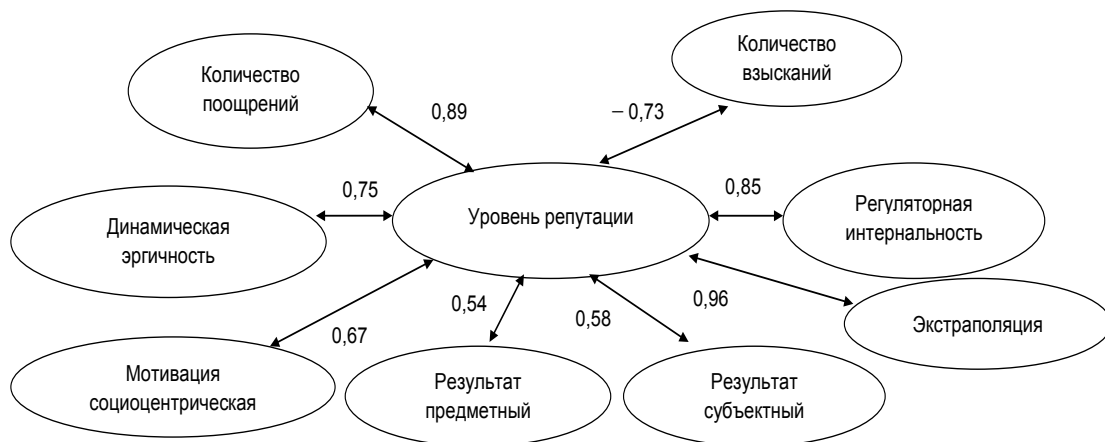 Количество
поощрений
Количество
взысканий
0,89
– 0,73
0,75
0,85
Динамическая
эргичность
Уровень репутации
Регуляторная
интернальность
0,67
0,54
0,58
0,96
Экстраполяция
Мотивация
социоцентрическая
Результат
предметный
Результат
субъектный